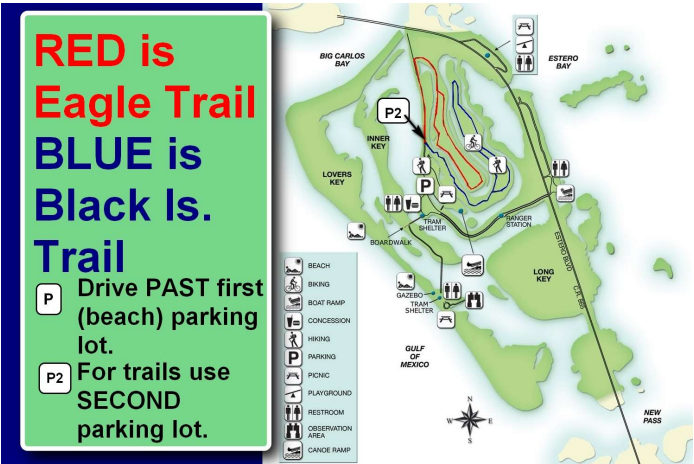 RED is
Eagle Trail
BLUE is
Black Is.
Trail
P
Drive PAST first
(beach) parking
lot.
P2
For trails use
SECOND
parking lot.
BIG CARLOS
BAY
ESTERO
BAY
P2
INNER
KEY
LOVERS
KEY
P
TRAM
SHELTER
RANGER
STATION
BOARDWALK
ESTERO BLVD
C.R. 865
LONG
KEY
GAZEBO
TRAM
SHELTER
GULF
OF
MEXICO
BEACH
BIKING
BOAT RAMP
CONCESSION
HIKING
P PARKING
PICNIC
PLAYGROUND
RESTROOM
OBSERVATION
AREA
CANOE RAMP
N
W E
S
NEW
PASS